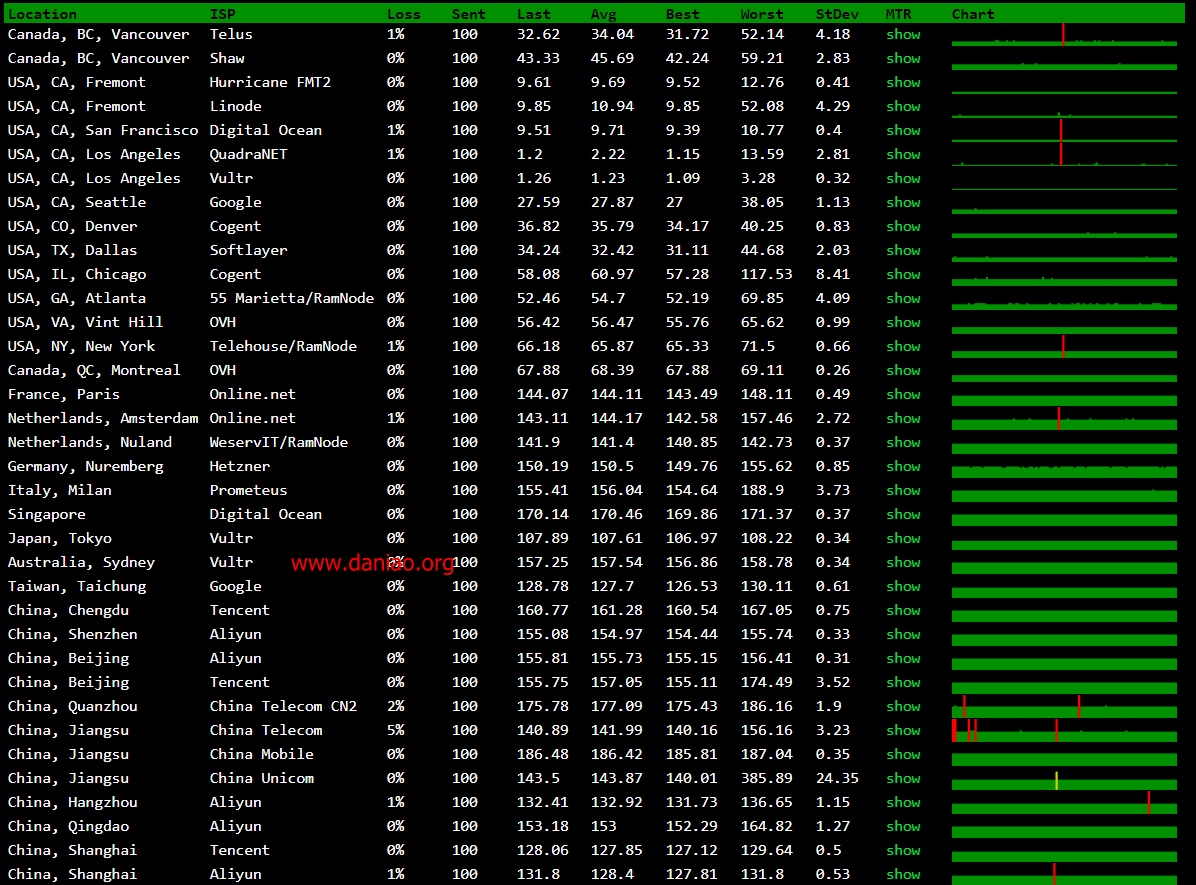 Location ISP Loss Sent Last Avg Best Worst StDev MTR Chart
Canada, BC, Vancouver Telus 1% 100 32.62 34.04 31.72 52.14 4.18 show
Canada, BC, Vancouver Shaw 0% 100 43.33 45.69 42.24 59.21 2.83 show
USA, CA, Fremont Hurricane FMT2 0% 100 9.61 9.69 9.52 12.76 0.41 show
USA, CA, Fremont Linode 0% 100 9.85 10.94 9.85 52.08 4.29 show
USA, CA, San Francisco Digital Ocean 1% 100 9.51 9.71 9.39 10.77 0.4 show
USA, CA, Los Angeles QuadraNET 1% 100 1.2 2.22 1.15 13.59 2.81 show
USA, CA, Los Angeles Vultr 0% 100 1.26 1.23 1.09 3.28 0.32 show
USA, CA, Seattle Google 0% 100 27.59 27.87 27 38.05 1.13 show
USA, CO, Denver Cogent 0% 100 36.82 35.79 34.17 40.25 0.83 show
USA, TX, Dallas Softlayer 0% 100 34.24 32.42 31.11 44.68 2.03 show
USA, IL, Chicago Cogent 0% 100 58.08 60.97 57.28 117.53 8.41 show
USA, GA, Atlanta 55 Marietta/RamNode 0% 100 52.46 54.7 52.19 69.85 4.09 show
USA, VA, Vint Hill OVH 0% 100 56.42 56.47 55.76 65.62 0.99 show
USA, NY, New York Telehouse/RamNode 1% 100 66.18 65.87 65.33 71.5 0.66 show
Canada, QC, Montreal OVH 0% 100 67.88 68.39 67.88 69.11 0.26 show
France, Paris Online.net 0% 100 144.07 144.11 143.49 148.11 0.49 show
Netherlands, Amsterdam Online.net 1% 100 143.11 144.17 142.58 157.46 2.72 show
Netherlands, Nuland WeservIT/RamNode 0% 100 141.9 141.4 140.85 142.73 0.37 show
Germany, Nuremberg Hetzner 0% 100 150.19 150.5 149.76 155.62 0.85 show
Italy, Milan Prometeus 0% 100 155.41 156.04 154.64 188.9 3.73 show
Singapore Digital Ocean 0% 100 170.14 170.46 169.86 171.37 0.37 show
Japan, Tokyo Vultr 0% 100 107.89 107.61 106.97 108.22 0.34 show
Australia, Sydney Vultr 0% 100 157.25 157.54 156.86 158.78 0.34 show
www.daniao.org
Taiwan, Taichung Google 0% 100 128.78 127.7 126.53 130.11 0.61 show
China, Chengdu Tencent 0% 100 160.77 161.28 160.54 167.05 0.75 show
China, Shenzhen Aliyun 0% 100 155.08 154.97 154.44 155.74 0.33 show
China, Beijing Aliyun 0% 100 155.81 155.73 155.15 156.41 0.31 show
China, Beijing Tencent 0% 100 155.75 157.05 155.11 174.49 3.52 show
China, Quanzhou China Telecom CN2 2% 100 175.78 177.09 175.43 186.16 1.9 show
China, Jiangsu China Telecom 5% 100 140.89 141.99 140.16 156.16 3.23 show
China, Jiangsu China Mobile 0% 100 186.48 186.42 185.81 187.04 0.35 show
China, Jiangsu China Unicom 0% 100 143.5 143.87 140.01 385.89 24.35 show
China, Hangzhou Aliyun 1% 100 132.41 132.92 131.73 136.65 1.15 show
China, Qingdao Aliyun 0% 100 153.18 153 152.29 164.82 1.27 show
China, Shanghai Tencent 0% 100 128.06 127.85 127.12 129.64 0.5 show
China, Shanghai Aliyun 1% 100 131.8 128.4 127.81 131.8 0.53 show